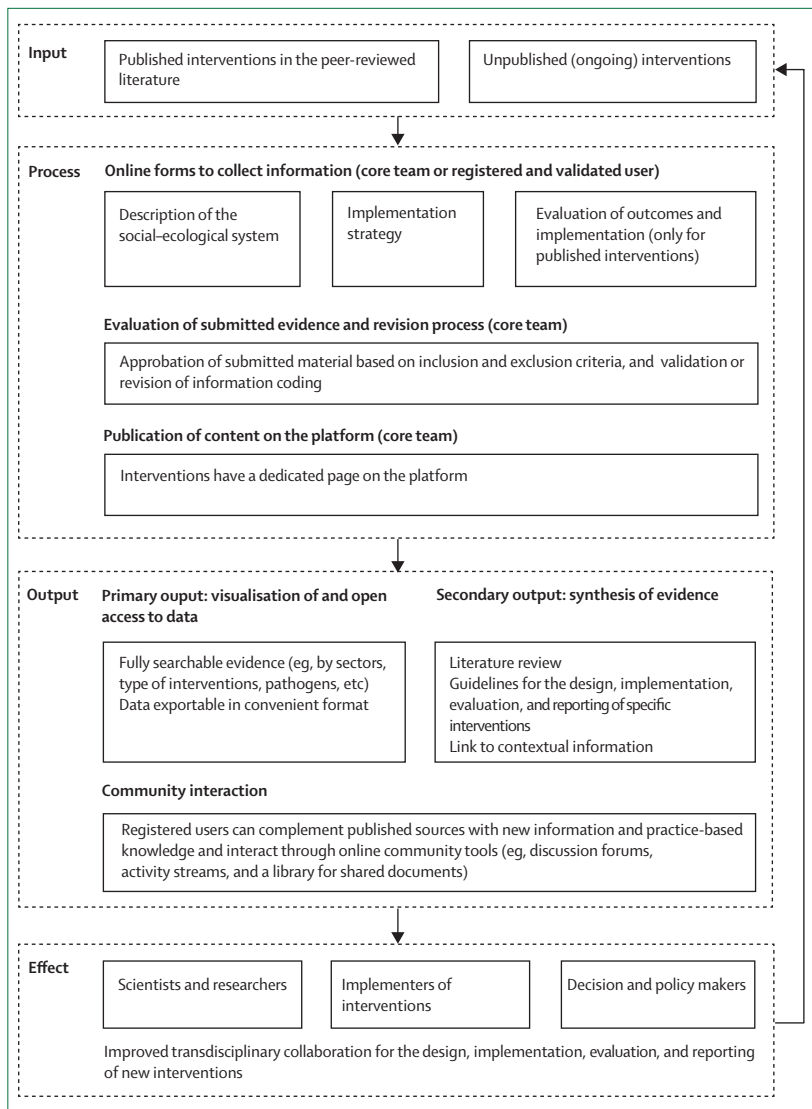 Input
Published interventions in the peer-reviewed
literature
Unpublished (ongoing) interventions
Process
Online forms to collect information (core team or registered and validated user)
Description of the
social–ecological system
Implementation
strategy
Evaluation of outcomes and
implementation (only for
published interventions)
Evaluation of submitted evidence and revision process (core team)
Approbation of submitted material based on inclusion and exclusion criteria, and validation or
revision of information coding
Publication of content on the platform (core team)
Interventions have a dedicated page on the platform
Output
Primary ouput: visualisation of and open
access to data
Fully searchable evidence (eg, by sectors,
type of interventions, pathogens, etc)
Data exportable in convenient format
Secondary output: synthesis of evidence
Literature review
Guidelines for the design, implementation,
evaluation, and reporting of specific
interventions
Link to contextual information
Community interaction
Registered users can complement published sources with new information and practice-based
knowledge and interact through online community tools (eg, discussion forums,
activity streams, and a library for shared documents)
Effect
Scientists and researchers
Implementers of
interventions
Decision and policy makers
Improved transdisciplinary collaboration for the design, implementation, evaluation, and reporting
of new interventions